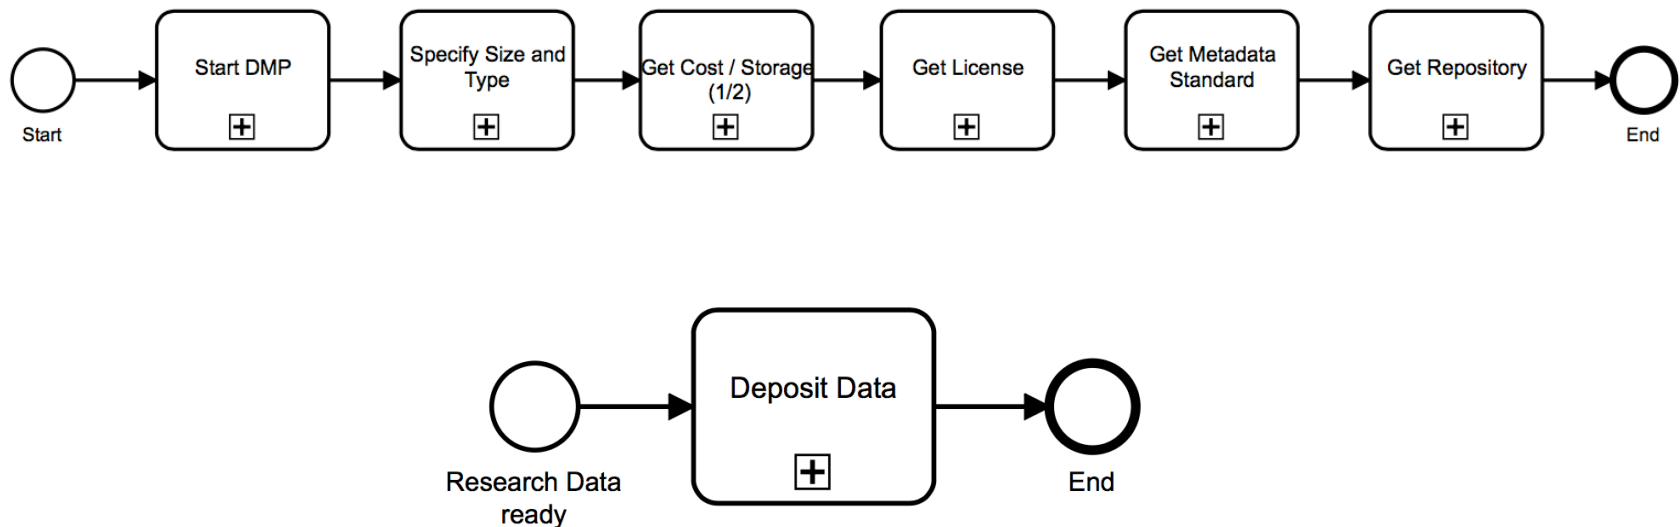 Start DMP
Specify Size and
Type
Get Cost / Storage
(1/2)
Get License
Get Metadata
Standard
Get Repository
Start
End
Deposit Data
Research Data
ready
End